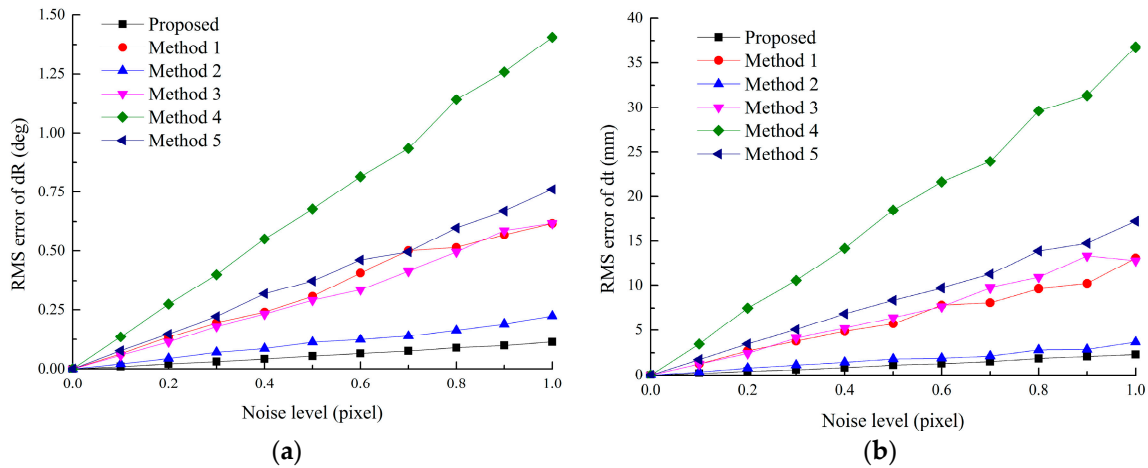 1.50
1.25
1.00
0.75
0.50
0.25
0.00
RMS error of dR (deg)
Proposed
Method 1
Method 2
Method 3
Method 4
Method 5
0.0 0.2 0.4 0.6 0.8 1.0
Noise level (pixel)
(a)
40
35
30
25
20
15
10
5
0
RMS error of dt (mm)
Proposed
Method 1
Method 2
Method 3
Method 4
Method 5
0.0 0.2 0.4 0.6 0.8 1.0
Noise level (pixel)
(b)